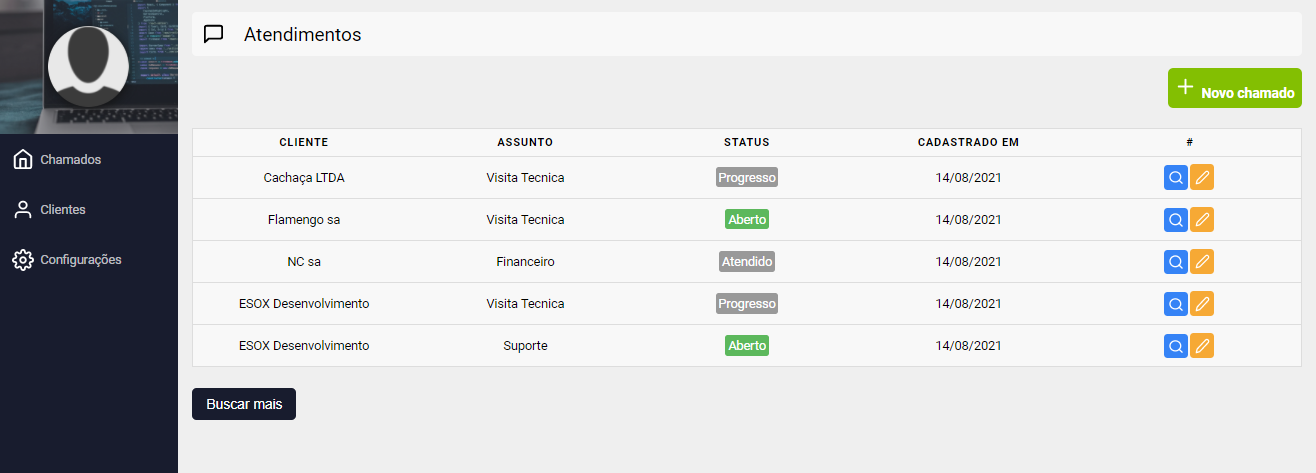 Atendimentos
Novo chamado
Chamados
Clientes
Configurações
CLIENTE ASSUNTO STATUS CADASTRADO EM #
Cachaça LTDA Visita Tecnica Progresso 14/08/2021
Flamengo sa Visita Tecnica Aberto 14/08/2021
NC sa Financeiro Atendido 14/08/2021
ESOX Desenvolvimento Visita Tecnica Progresso 14/08/2021
ESOX Desenvolvimento Suporte Aberto 14/08/2021
Buscar mais